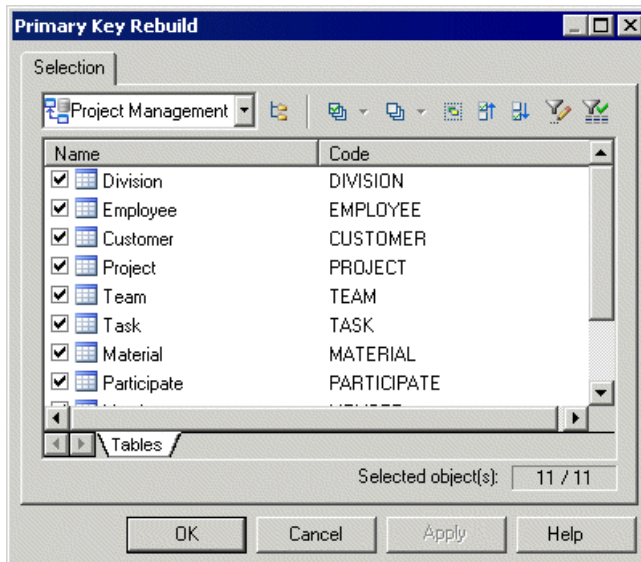 Primary Key Rebuild
Selection
Project Management
Name Code
Division DIVISION
Employee EMPLOYEE
Customer CUSTOMER
Project PROJECT
Team TEAM
Task TASK
Material MATERIAL
Participate PARTICIPATE
Tables
Selected object(s): 11 / 11
OK Cancel Apply Help